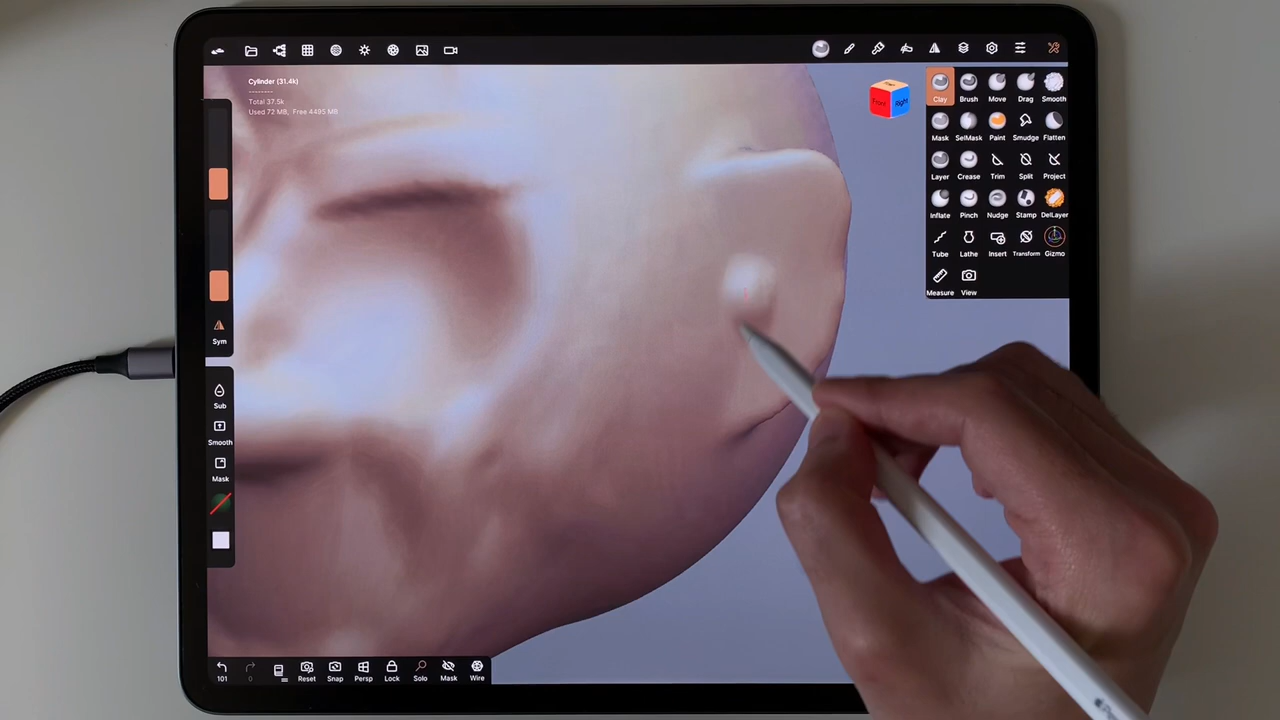 Cylinder (31.4k)
--------
Total 37.5k
Used 72 MB, Free 4495 MB
Front Right
Clay Brush Move Drag Smooth
Mask SelMask Paint Smudge Flatten
Layer Crease Trim Split Project
Inflate Pinch Nudge Stamp DelLayer
Tube Lathe Insert Transform Gizmo
Measure View
Sym
Sub
Smooth
Mask
101 0 Reset Snap Persp Lock Solo Mask Wire